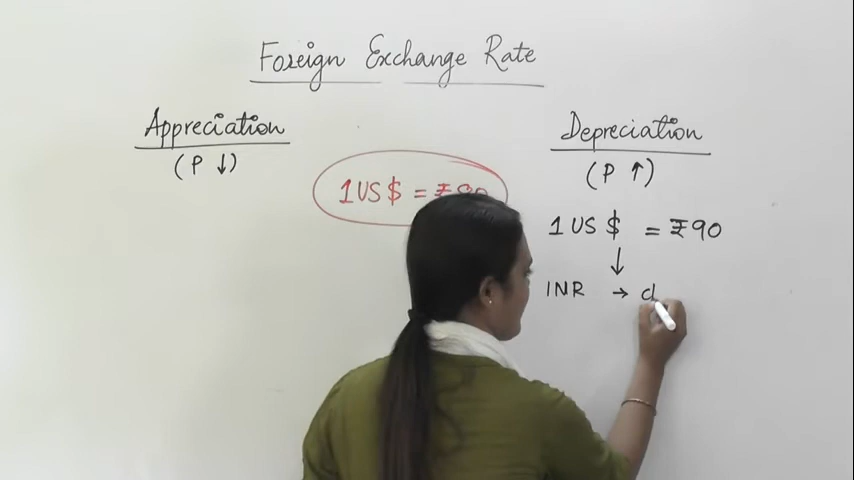 Foreign Exchange Rate
Appreciation
(P ↓)
1 US $ = ₹
Depreciation
(P ↑)
1 US $ = ₹90
↓
INR → d